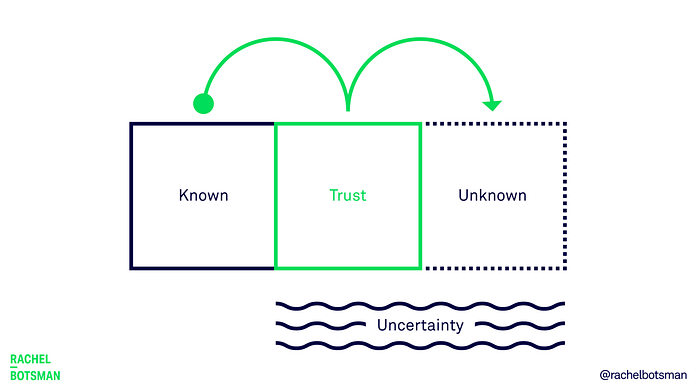 Known
Trust
Unknown
Uncertainty
RACHEL
BOTSMAN
@rachelbotsman